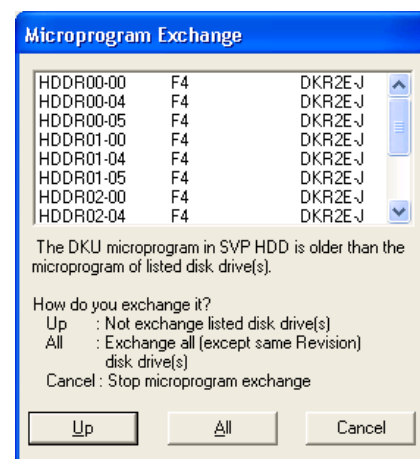 Microprogram Exchange
HDDR00-00 F4 DKR2E-J
HDDR00-04 F4 DKR2E-J
HDDR00-05 F4 DKR2E-J
HDDR01-00 F4 DKR2E-J
HDDR01-04 F4 DKR2E-J
HDDR01-05 F4 DKR2E-J
HDDR02-00 F4 DKR2E-J
HDDR02-04 F4 DKR2E-J
The DKU microprogram in SVP HDD is older than the
microprogram of listed disk drive(s).
How do you exchange it?
Up : Not exchange listed disk drive(s)
All : Exchange all (except same Revision)
disk drive(s)
Cancel : Stop microprogram exchange
Up All Cancel